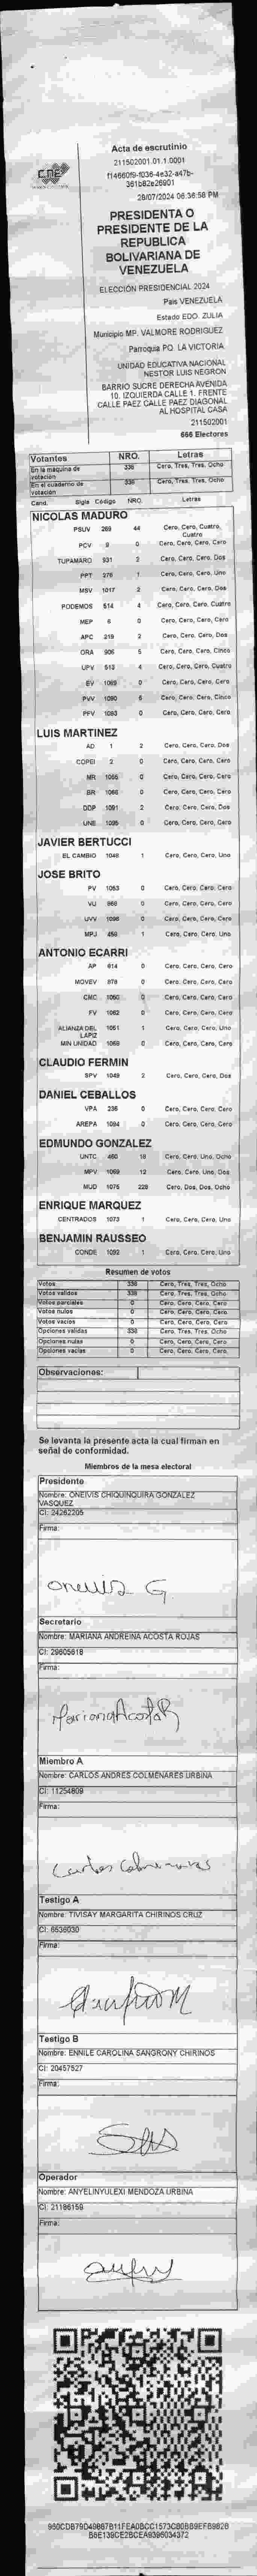 Acta de escrutinio
211502001.01.1.0001
f14660f9-f036-4e32-a47b-
361b82e26901
28/07/2024 06:36:58 PM
CNE
PRESIDENTA O
PRESIDENTE DE LA
REPUBLICA
BOLIVARIANA DE
VENEZUELA
ELECCIÓN PRESIDENCIAL 2024
Pais VENEZUELA
Estado EDO. ZULIA
Municipio MP. VALMORE RODRIGUEZ
Parroquia PQ. LA VICTORIA
UNIDAD EDUCATIVA NACIONAL
NESTOR LUIS NEGRON
BARRIO SUCRE DERECHA AVENIDA
10. IZQUIERDA CALLE 1. FRENTE
CALLE PAEZ CALLE PAEZ DIAGONAL
AL HOSPITAL CASA
211502001
666 Electores
Votantes NRO. Letras
En la maquina de votación 338 Cero, Tres, Tres, Ocho
En el cuaderno de votación 338 Cero, Tres, Tres, Ocho
Cand. Sigla Código NRO. Letras
NICOLAS MADURO
PSUV 269 44 Cero, Cero, Cuatro, Cuatro
PCV 9 0 Cero, Cero, Cero, Cero
TUPAMARO 931 2 Cero, Cero, Cero, Dos
PPT 276 1 Cero, Cero, Cero, Uno
MSV 1017 2 Cero, Cero, Cero, Dos
PODEMOS 514 4 Cero, Cero, Cero, Cuatro
MEP 6 0 Cero, Cero, Cero, Cero
APC 219 2 Cero, Cero, Cero, Dos
ORA 906 5 Cero, Cero, Cero, Cinco
UPV 513 4 Cero, Cero, Cero, Cuatro
EV 1069 0 Cero, Cero, Cero, Cero
PVV 1090 5 Cero, Cero, Cero, Cinco
PFV 1093 0 Cero, Cero, Cero, Cero
LUIS MARTINEZ
AD 1 2 Cero, Cero, Cero, Dos
COPEI 2 0 Cero, Cero, Cero, Cero
MR 1055 0 Cero, Cero, Cero, Cero
BR 1066 0 Cero, Cero, Cero, Cero
DDP 1091 2 Cero, Cero, Cero, Dos
UNE 1095 0 Cero, Cero, Cero, Cero
JAVIER BERTUCCI
EL CAMBIO 1048 1 Cero, Cero, Cero, Uno
JOSE BRITO
PV 1053 0 Cero, Cero, Cero, Cero
VU 968 0 Cero, Cero, Cero, Cero
UVV 1096 0 Cero, Cero, Cero, Cero
MPJ 458 1 Cero, Cero, Cero, Uno
ANTONIO ECARRI
AP 614 0 Cero, Cero, Cero, Cero
MOVEV 878 0 Cero, Cero, Cero, Cero
CMC 1050 0 Cero, Cero, Cero, Cero
FV 1052 0 Cero, Cero, Cero, Cero
ALIANZA DEL LAPIZ 1051 1 Cero, Cero, Cero, Uno
MIN UNIDAD 1068 0 Cero, Cero, Cero, Cero
CLAUDIO FERMIN
SPV 1049 2 Cero, Cero, Cero, Dos
DANIEL CEBALLOS
VPA 236 0 Cero, Cero, Cero, Cero
AREPA 1094 0 Cero, Cero, Cero, Cero
EDMUNDO GONZALEZ
UNTC 460 18 Cero, Cero, Uno, Ocho
MPV 1069 12 Cero, Cero, Uno, Dos
MUD 1075 228 Cero, Dos, Dos, Ocho
ENRIQUE MARQUEZ
CENTRADOS 1073 1 Cero, Cero, Cero, Uno
BENJAMIN RAUSSEO
CONDE 1092 1 Cero, Cero, Cero, Uno
Resumen de votos
Votos 338 Cero, Tres, Tres, Ocho
Votos validos 338 Cero, Tres, Tres, Ocho
Votos parciales 0 Cero, Cero, Cero, Cero
Votos nulos 0 Cero, Cero, Cero, Cero
Votos vacios 0 Cero, Cero, Cero, Cero
Opciones validas 338 Cero, Tres, Tres, Ocho
Opciones nulas 0 Cero, Cero, Cero, Cero
Opciones vacias 0 Cero, Cero, Cero, Cero
Observaciones:
Se levanta la presente acta la cual firman en
señal de conformidad.
Miembros de la mesa electoral
Presidente
Nombre: ONEIVIS CHIQUINQUIRA GONZALEZ
VASQUEZ
CI: 24262205
Firma:
Oneivis G
Secretario
Nombre: MARIANA ANDREINA ACOSTA ROJAS
CI: 29605618
Firma:
Mariana Acosta R
Miembro A
Nombre: CARLOS ANDRES COLMENARES URBINA
CI: 11254809
Firma:
Carlos Colmenares
Testigo A
Nombre: TIVISAY MARGARITA CHIRINOS CRUZ
CI: 6536030
Firma:
Testigo B
Nombre: ENNILE CAROLINA SANGRONY CHIRINOS
CI: 20457527
Firma:
Operador
Nombre: ANYELINYULEXI MENDOZA URBINA
CI: 21186159
Firma: